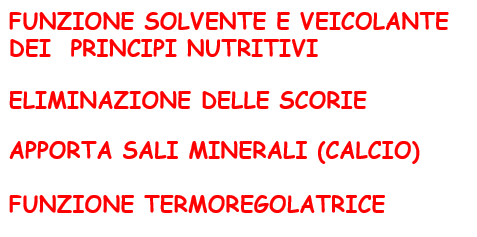 FUNZIONE SOLVENTE E VEICOLANTE
DEI PRINCIPI NUTRITIVI
ELIMINAZIONE DELLE SCORIE
APPORTA SALI MINERALI (CALCIO)
FUNZIONE TERMOREGOLATRICE